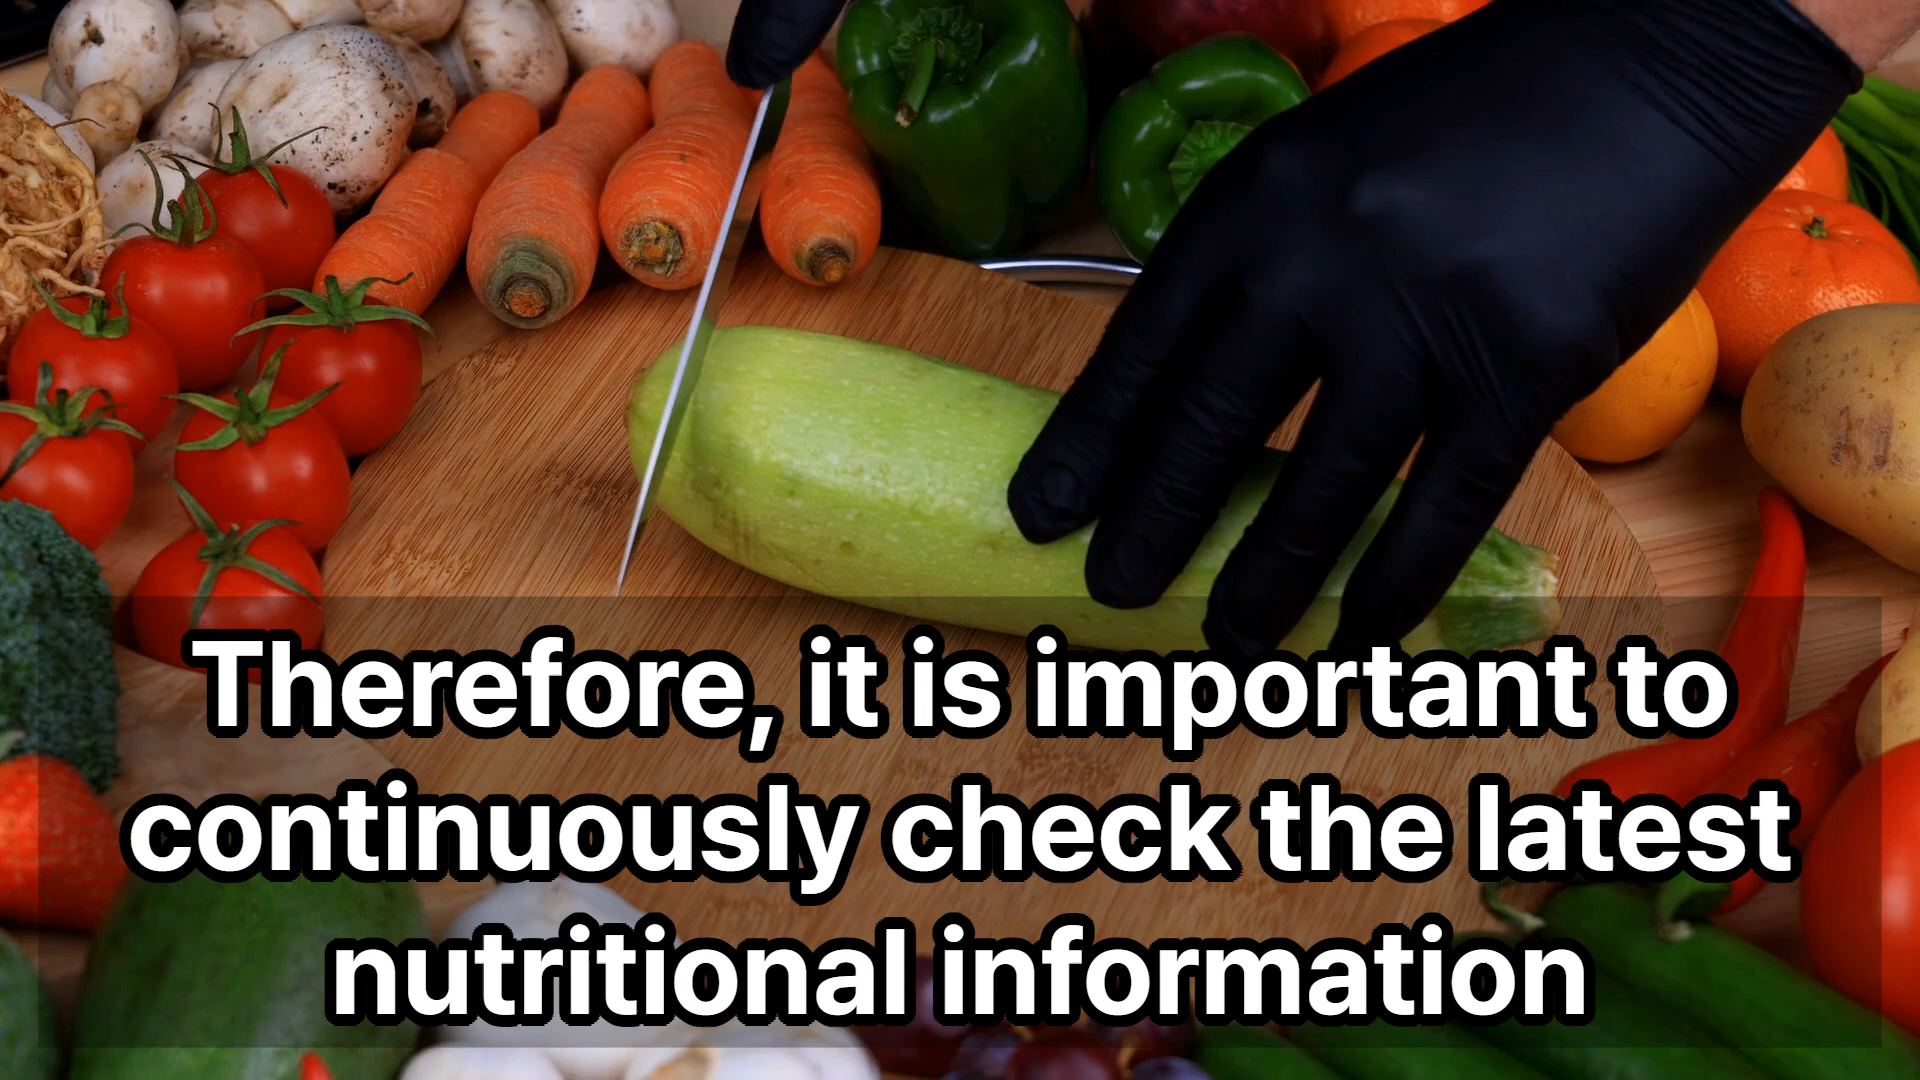 Therefore, it is important to
continuously check the latest
nutritional information